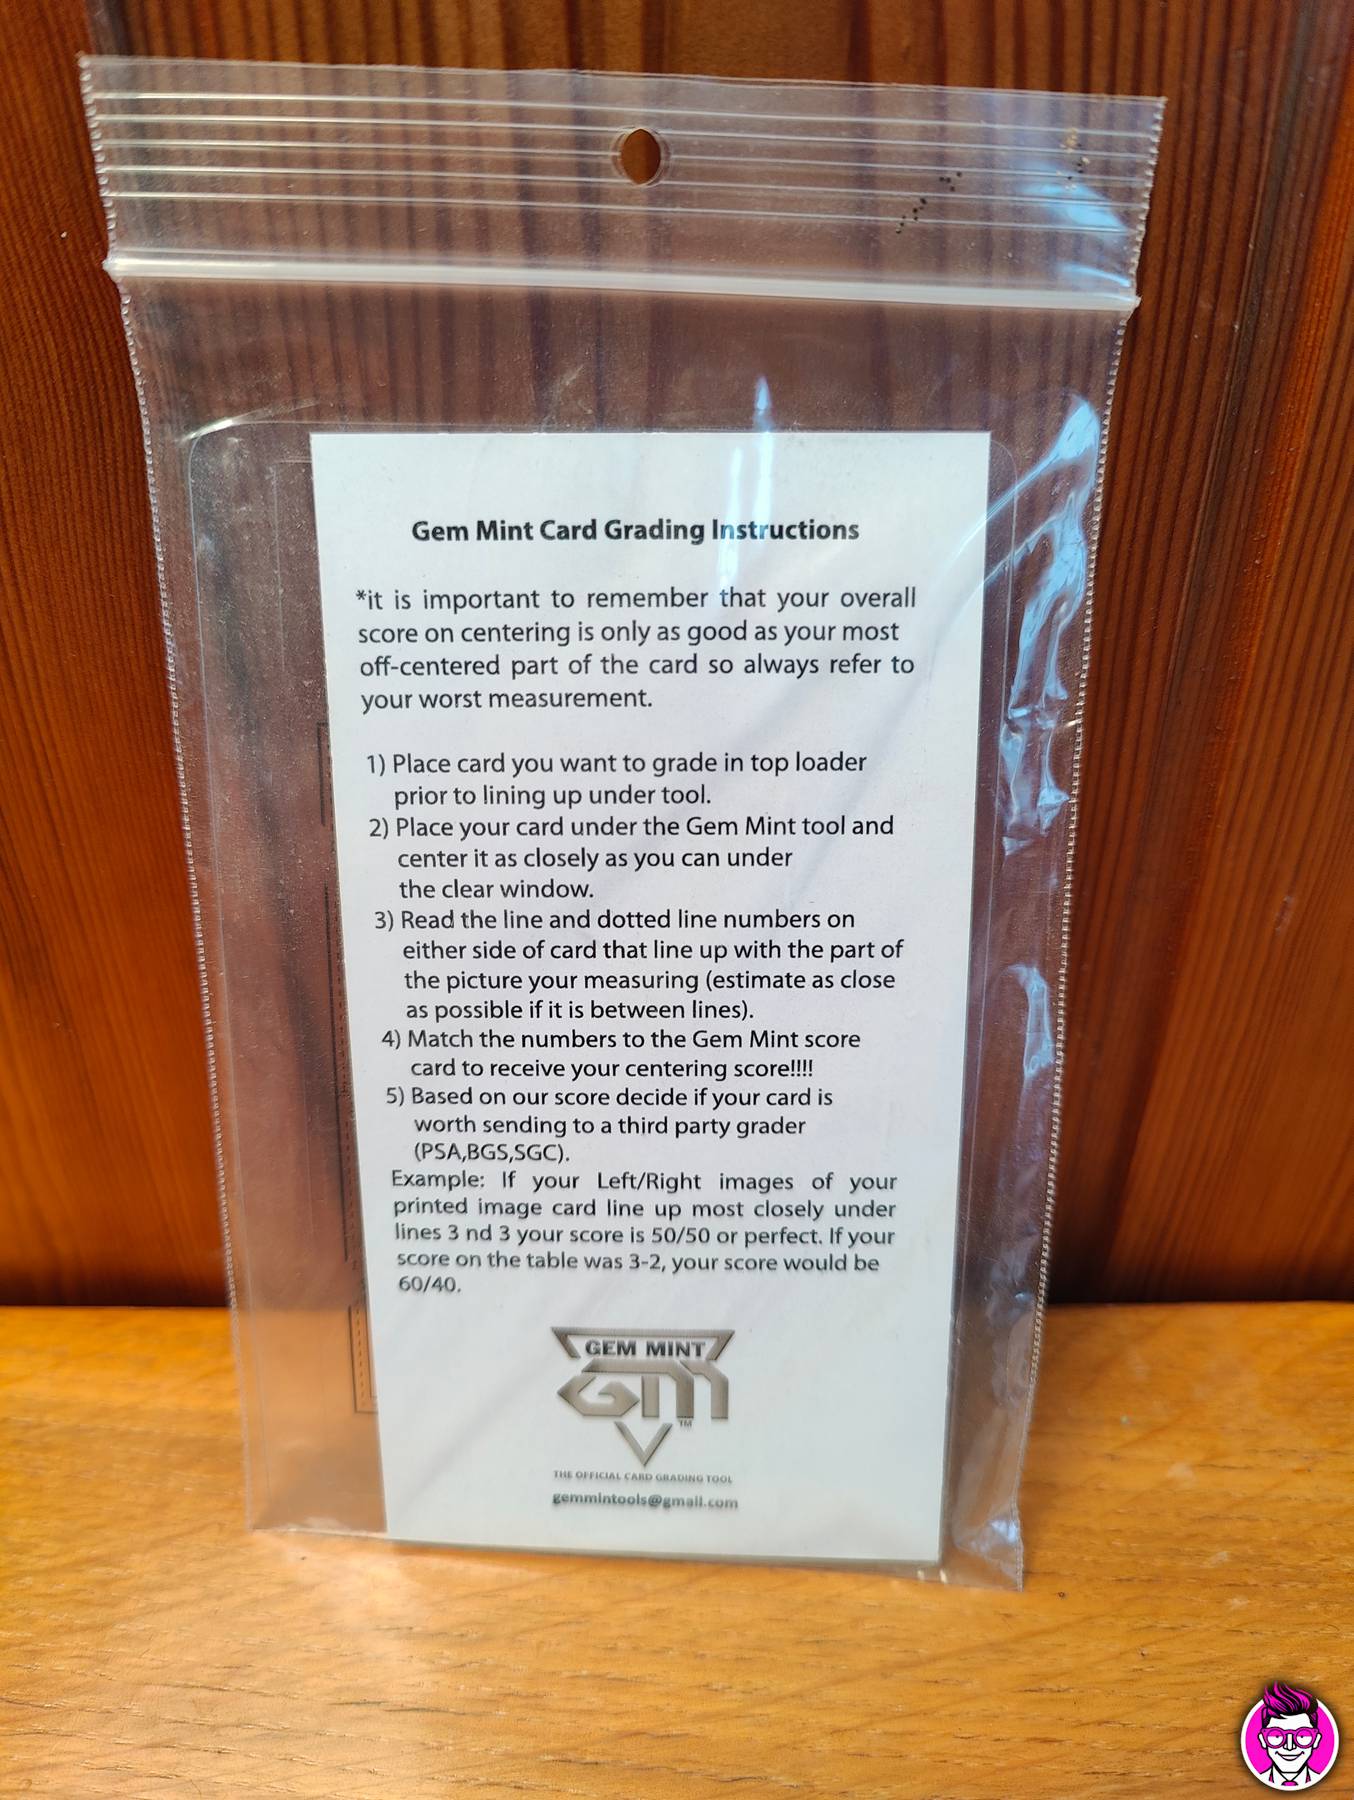 Gem Mint Card Grading Instructions
*it is important to remember that your overall
score on centering is only as good as your most
off-centered part of the card so always refer to
your worst measurement.
1) Place card you want to grade in top loader
prior to lining up under tool.
2) Place your card under the Gem Mint tool and
center it as closely as you can under
the clear window.
3) Read the line and dotted line numbers on
either side of card that line up with the part of
the picture your measuring (estimate as close
as possible if it is between lines).
4) Match the numbers to the Gem Mint score
card to receive your centering score!!!!
5) Based on our score decide if your card is
worth sending to a third party grader
(PSA,BGS,SGC).
Example: If your Left/Right images of your
printed image card line up most closely under
lines 3 nd 3 your score is 50/50 or perfect. If your
score on the table was 3-2, your score would be
60/40.
GEM MINT
GM
TM
THE OFFICIAL CARD GRADING TOOL
gemmintools@gmail.com